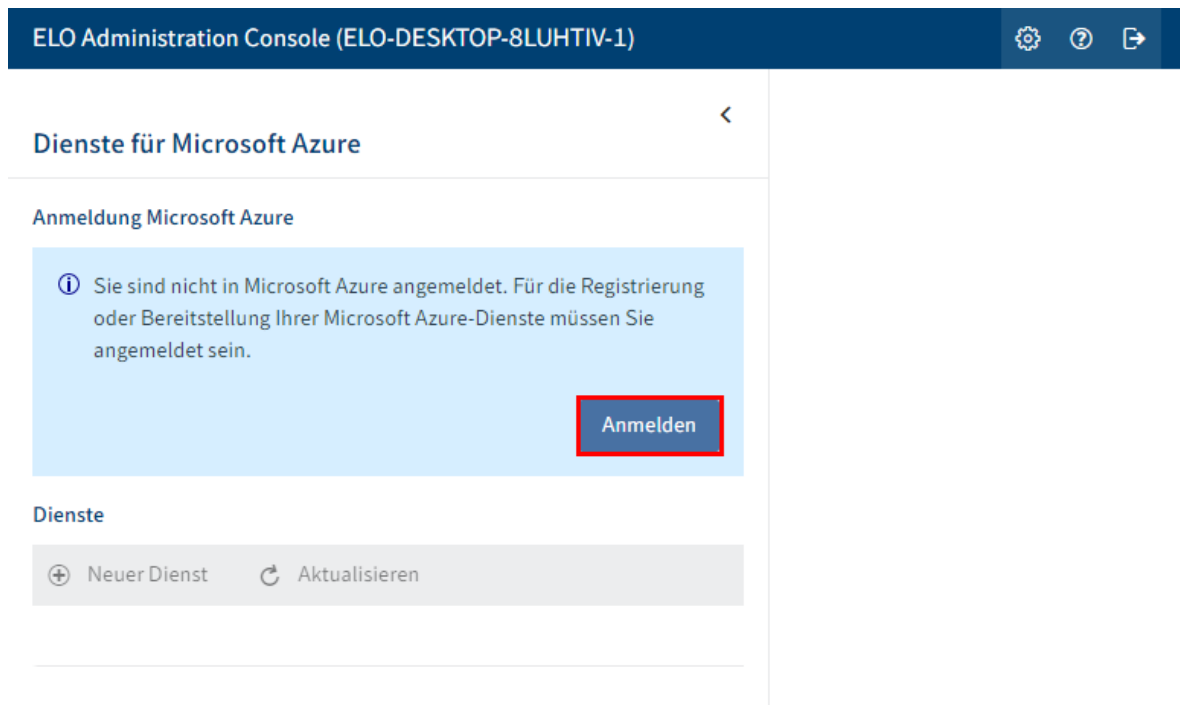 ELO Administration Console (ELO-DESKTOP-8LUHTIV-1)
Dienste für Microsoft Azure
Anmeldung Microsoft Azure
Sie sind nicht in Microsoft Azure angemeldet. Für die Registrierung
oder Bereitstellung Ihrer Microsoft Azure-Dienste müssen Sie
angemeldet sein.
Anmelden
Dienste
Neuer Dienst Aktualisieren